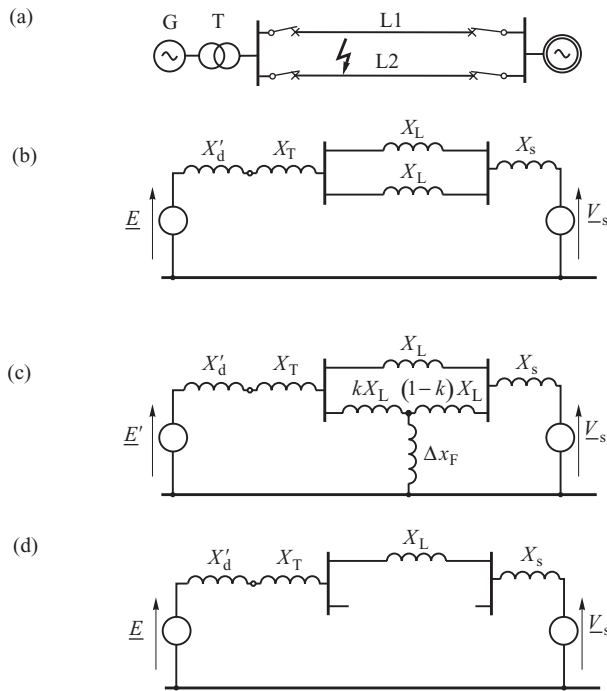 (a)
G T L1
L2
(b)
X′d XT XL Xs
XL
E Vs
(c)
X′d XT XL Xs
kXL (1−k)XL
E′ ΔxF Vs
(d)
X′d XT XL Xs
E Vs